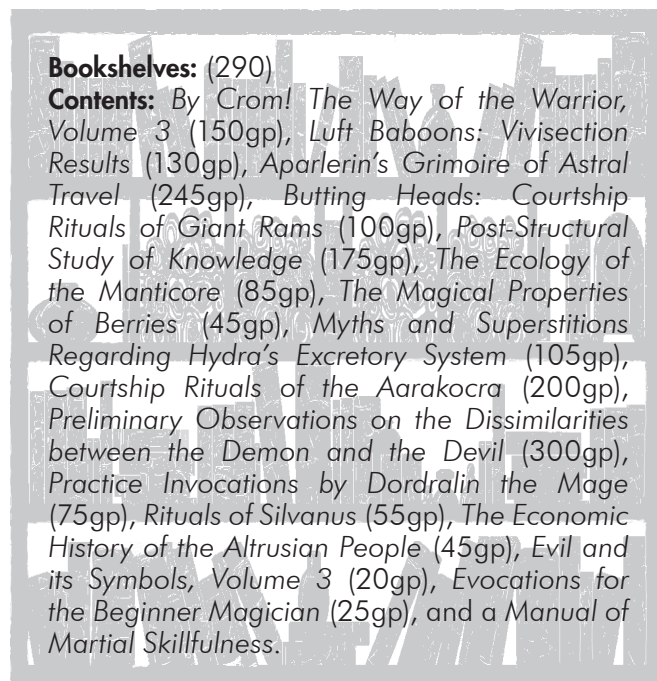 Bookshelves: (290)
Contents: By Crom! The Way of the Warrior,
Volume 3 (150gp), Luft Baboons: Vivisection
Results (130gp), Aparlerin's Grimoire of Astral
Travel (245gp), Butting Heads: Courtship
Rituals of Giant Rams (100gp), Post-Structural
Study of Knowledge (175gp), The Ecology of
the Manticore (85gp), The Magical Properties
of Berries (45gp), Myths and Superstitions
Regarding Hydra's Excretory System (105gp),
Courtship Rituals of the Aarakocra (200gp),
Preliminary Observations on the Dissimilarities
between the Demon and the Devil (300gp),
Practice Invocations by Dordralin the Mage
(75gp), Rituals of Silvanus (55gp), The Economic
History of the Altrusian People (45gp), Evil and
its Symbols, Volume 3 (20gp), Evocations for
the Beginner Magician (25gp), and a Manual of
Martial Skillfulness.